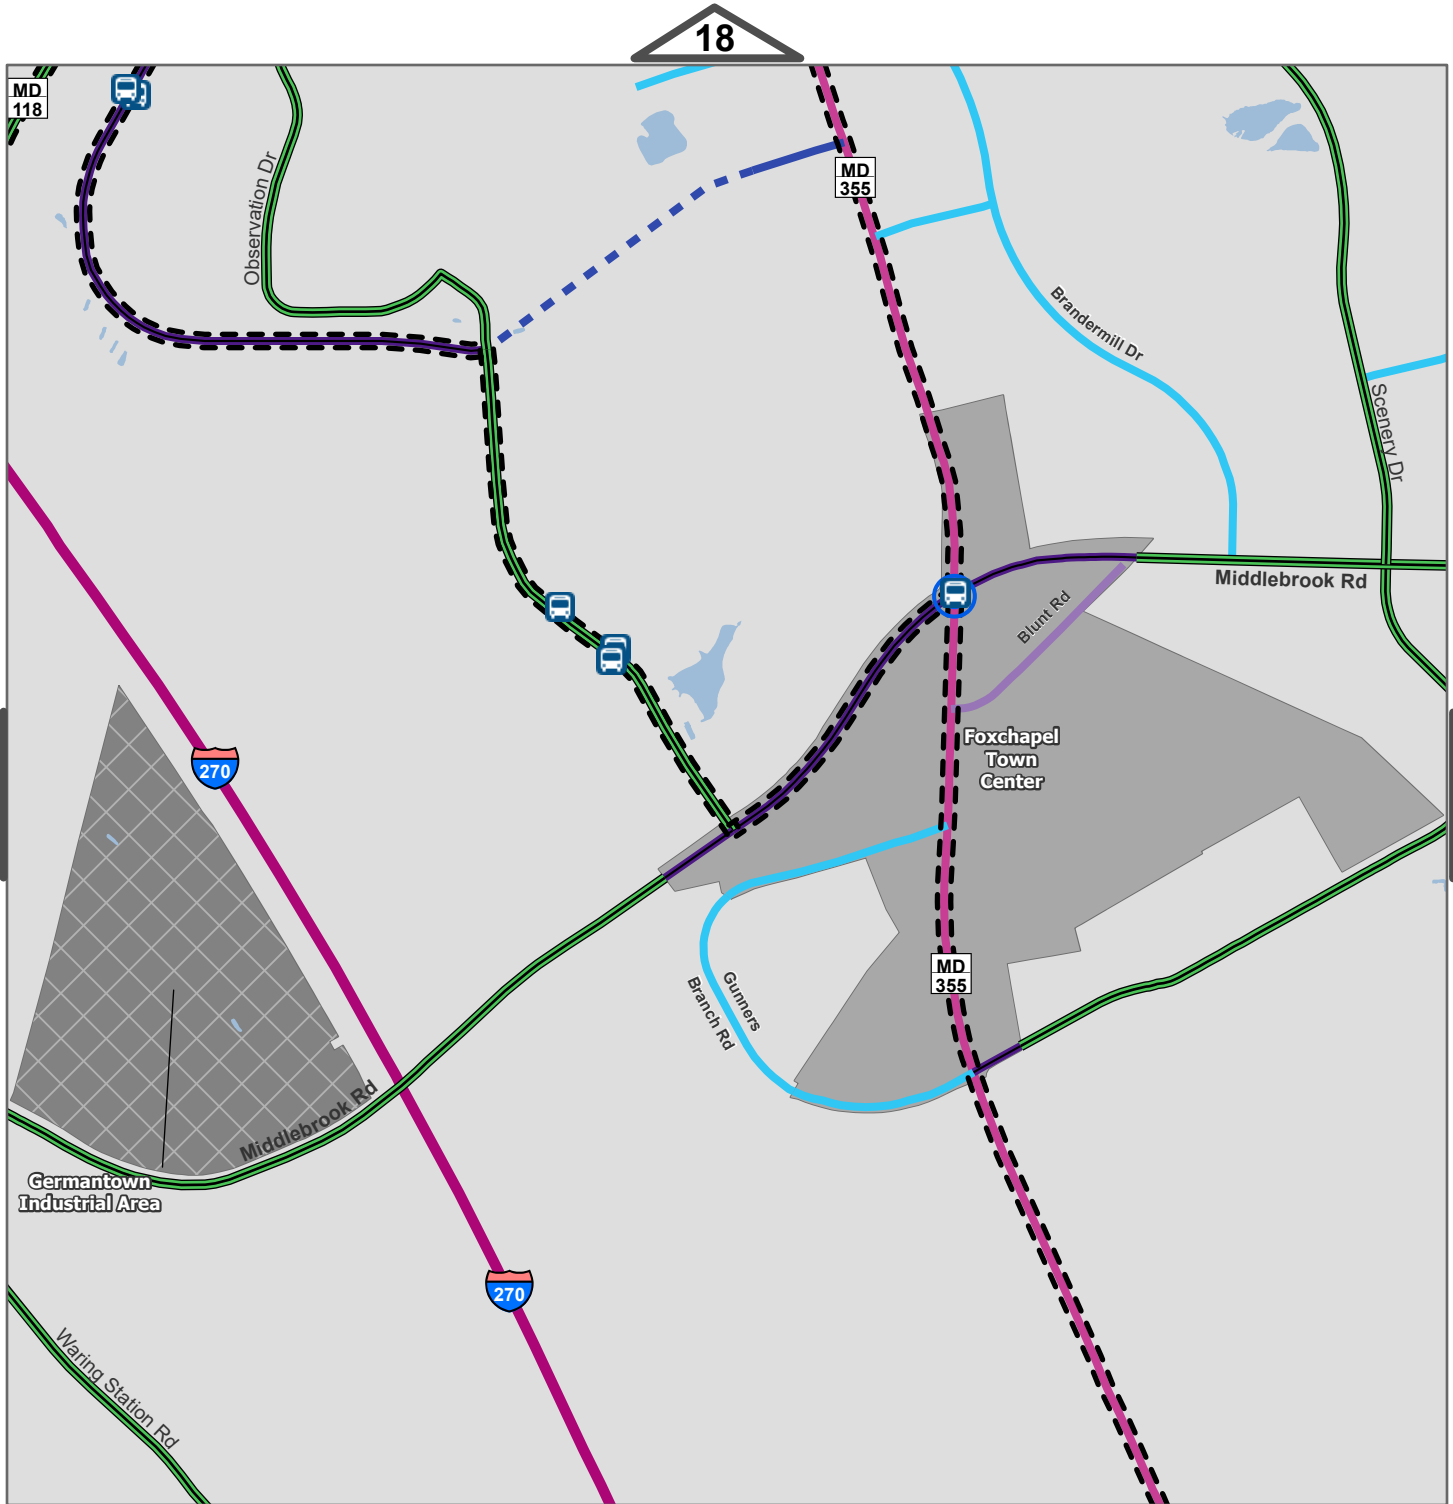 18
MD
118
Observation Dr
MD
355
Brandermill Dr
Scenery Dr
Middlebrook Rd
Blunt Rd
Foxchapel
Town
Center
270
MD
355
Gunners
Branch Rd
Middlebrook Rd
Germantown
Industrial Area
270
Waring Station Rd